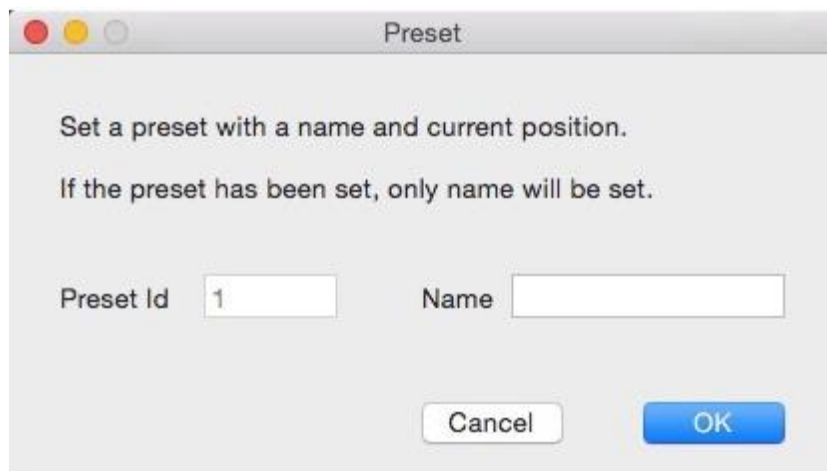 Preset
Set a preset with a name and current position.
If the preset has been set, only name will be set.
Preset Id 1 Name
Cancel OK